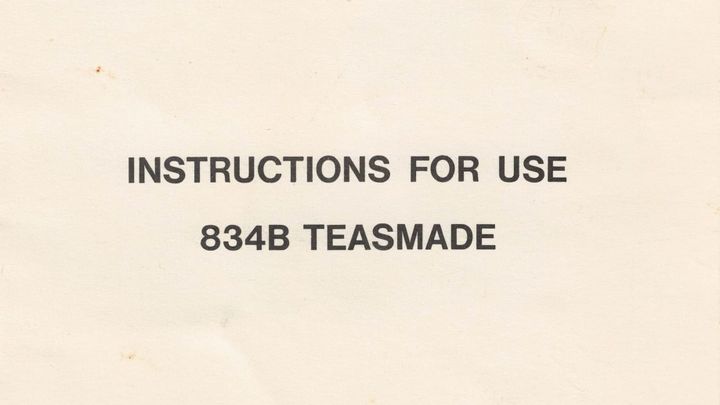 INSTRUCTIONS FOR USE
834B TEASMADE